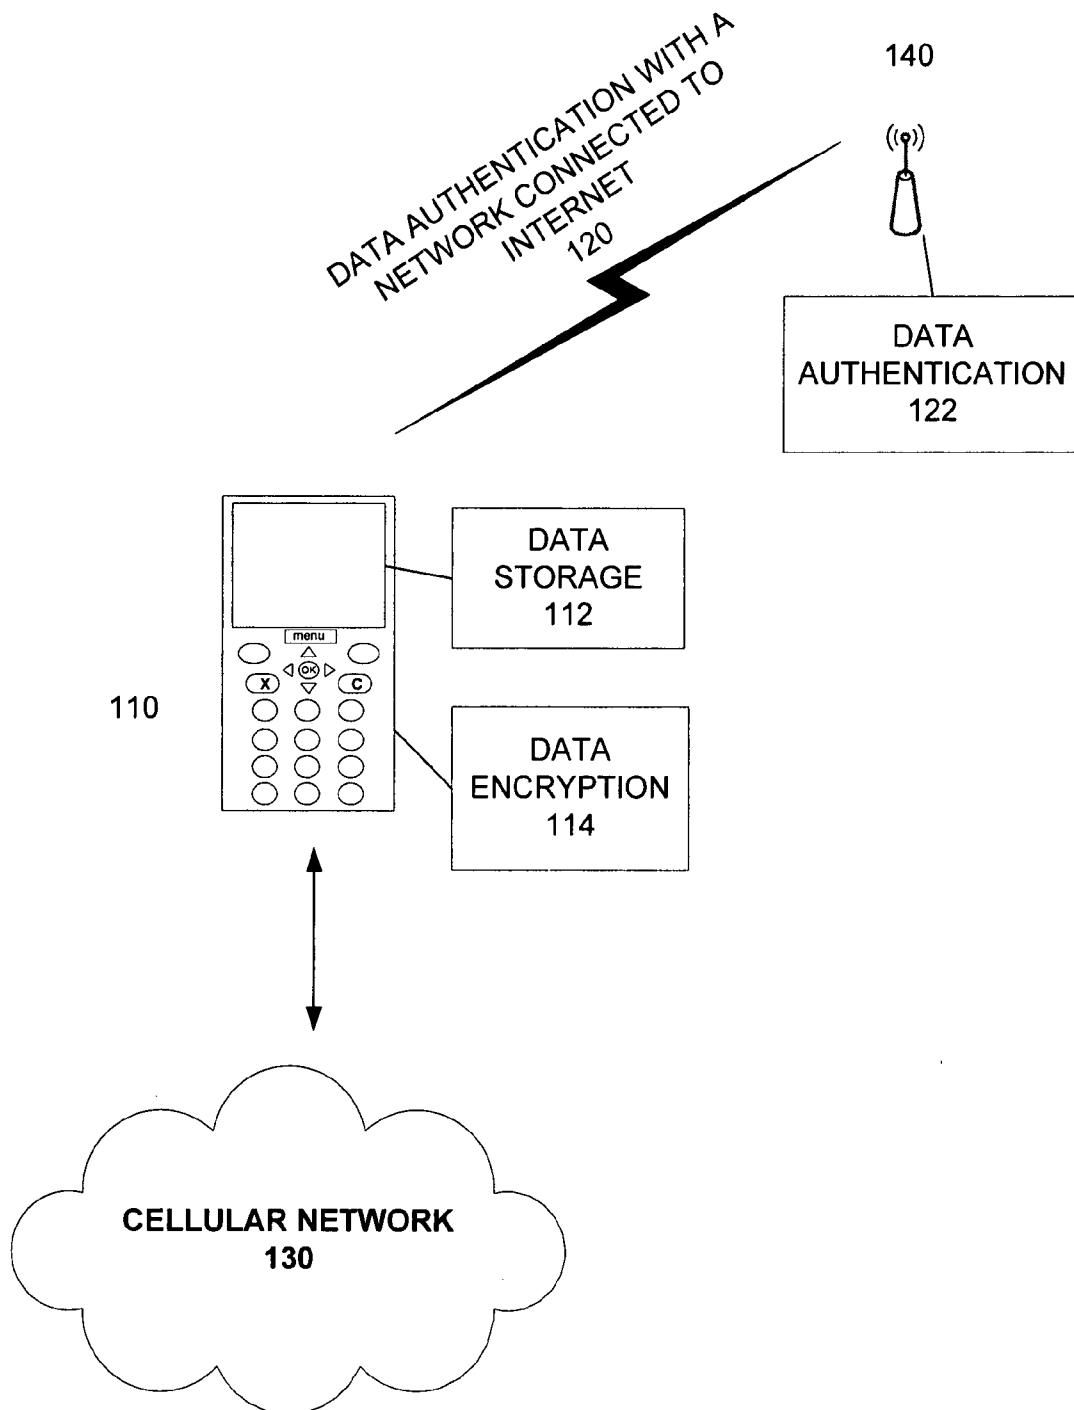 DATA AUTHENTICATION WITH A
NETWORK CONNECTED TO
INTERNET
120
140
DATA
AUTHENTICATION
122
DATA
STORAGE
112
menu
OK
X
C
110
DATA
ENCRYPTION
114
CELLULAR NETWORK
130